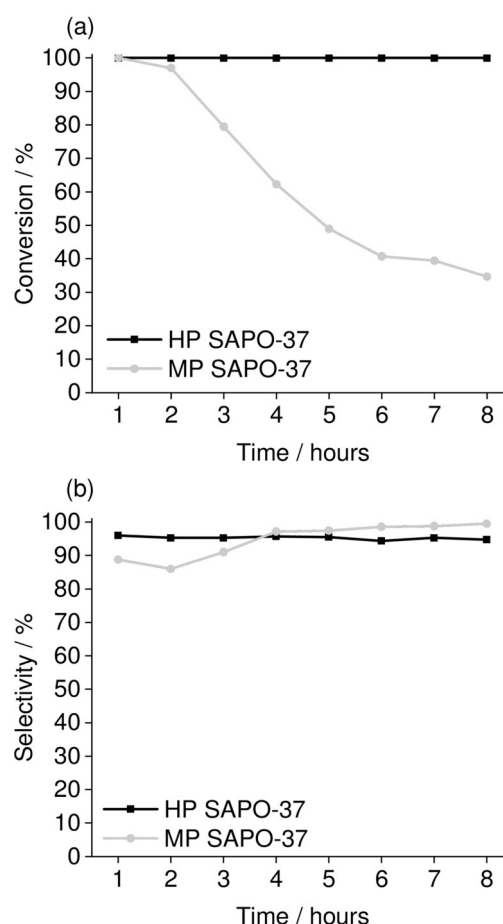 (a)
100
90
80
70
60
50
40
30
20
10
0
Conversion / %
HP SAPO-37
MP SAPO-37
1 2 3 4 5 6 7 8
Time / hours
(b)
100
90
80
70
60
50
40
30
20
10
0
Selectivity / %
HP SAPO-37
MP SAPO-37
1 2 3 4 5 6 7 8
Time / hours